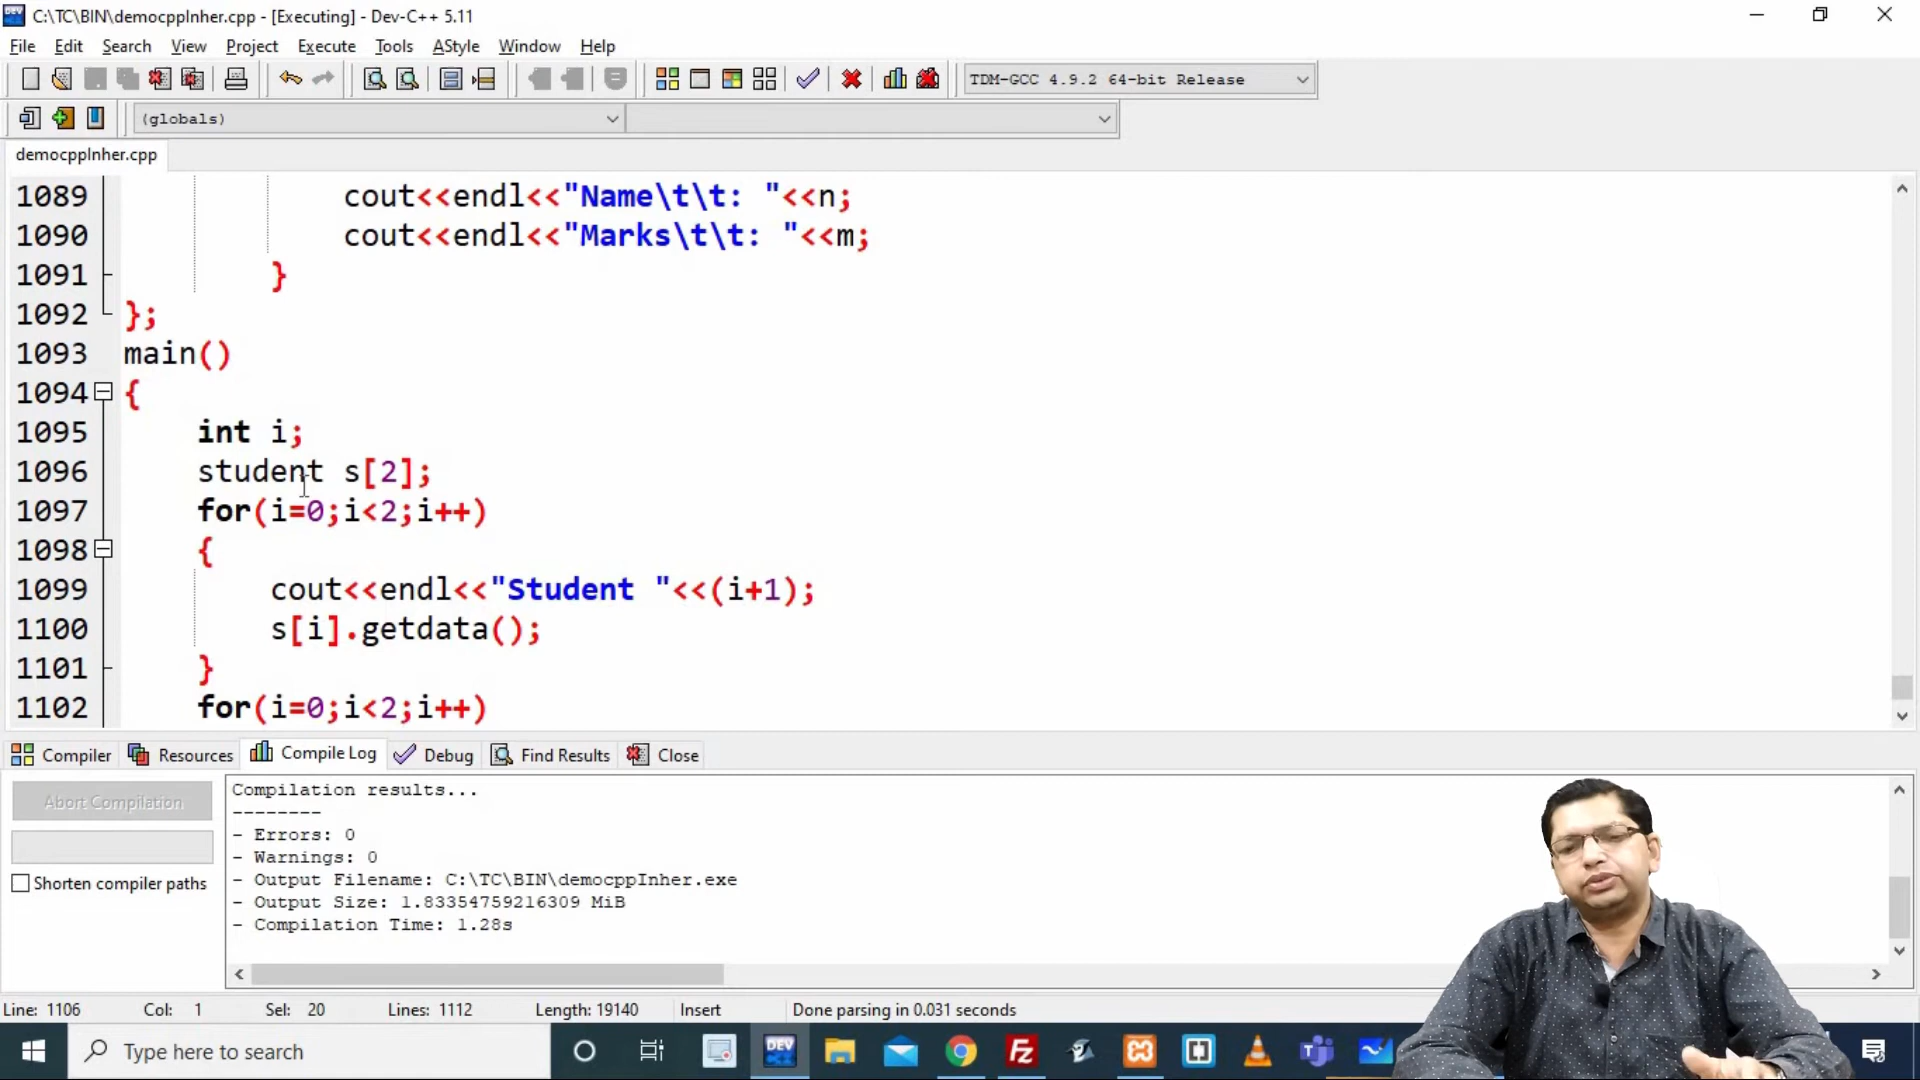 C:\TC\BIN\democppInher.cpp - [Executing] - Dev-C++ 5.11
File Edit Search View Project Execute Tools AStyle Window Help
TDM-GCC 4.9.2 64-bit Release
(globals)
democppInher.cpp
1089 cout<<endl<<"Name\t\t: "<<n;
1090 cout<<endl<<"Marks\t\t: "<<m;
1091 }
1092 };
1093 main()
1094 {
1095 int i;
1096 student s[2];
1097 for(i=0;i<2;i++)
1098 {
1099 cout<<endl<<"Student "<<(i+1);
1100 s[i].getdata();
1101 }
1102 for(i=0;i<2;i++)
Compiler Resources Compile Log Debug Find Results Close
Abort Compilation
Shorten compiler paths
Compilation results...
--------
- Errors: 0
- Warnings: 0
- Output Filename: C:\TC\BIN\democppInher.exe
- Output Size: 1.83354759216309 MiB
- Compilation Time: 1.28s
Line: 1106 Col: 1 Sel: 20 Lines: 1112 Length: 19140 Insert Done parsing in 0.031 seconds
Type here to search
DEV
Fz